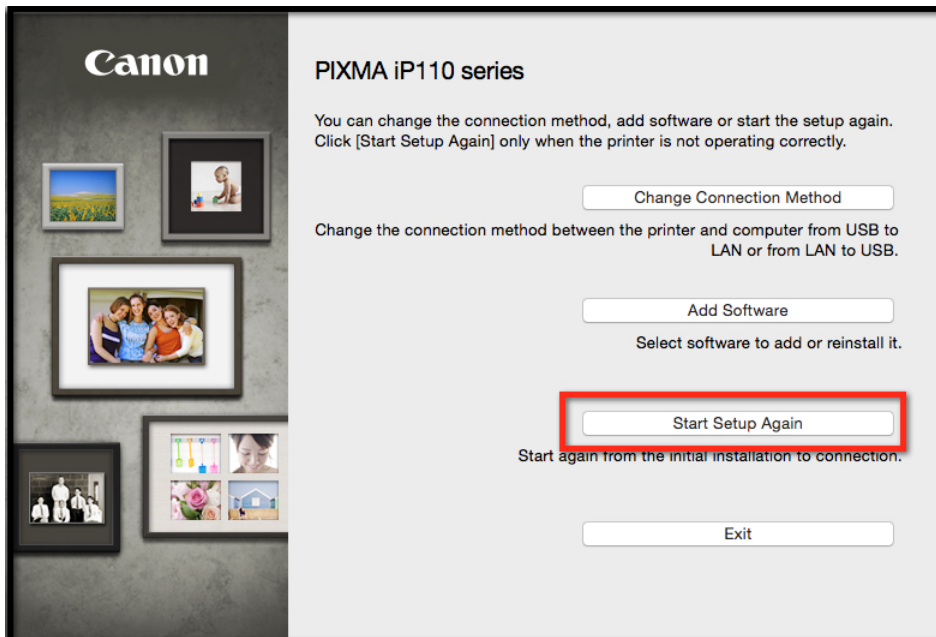 Canon
PIXMA iP110 series
You can change the connection method, add software or start the setup again.
Click [Start Setup Again] only when the printer is not operating correctly.
Change Connection Method
Change the connection method between the printer and computer from USB to
LAN or from LAN to USB.
Add Software
Select software to add or reinstall it.
Start Setup Again
Start again from the initial installation to connection.
Exit